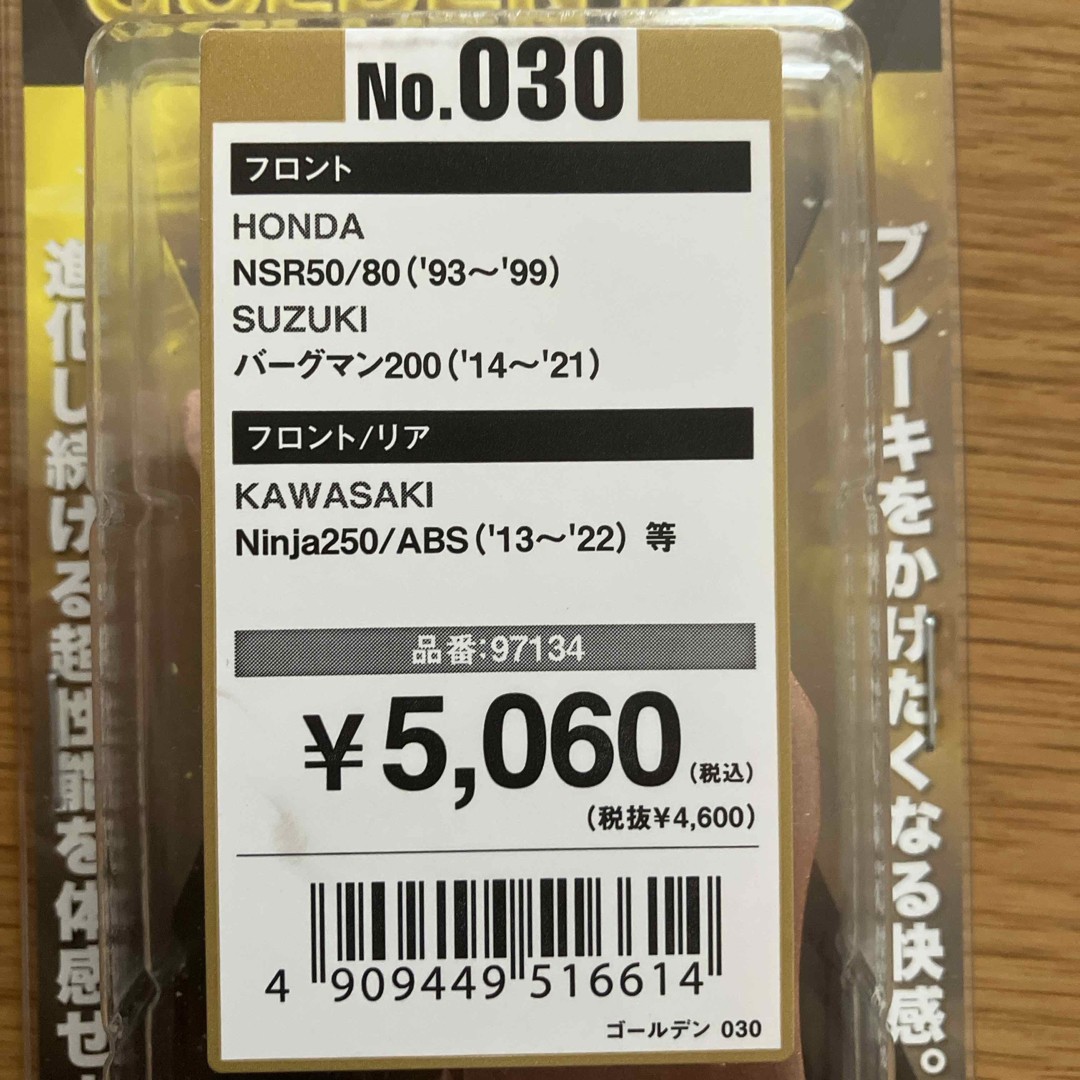 No.030
フロント
HONDA
NSR50/80('93～'99)
SUZUKI
バーグマン200('14～'21)
フロント/リア
KAWASAKI
Ninja250/ABS('13～'22) 等
品番:97134
¥5,060(税込)
(税抜¥4,600)
4 909449 516614
ゴールデン 030
ブレーキをかけたくなる快感。
進化し続ける超性能を体感せ